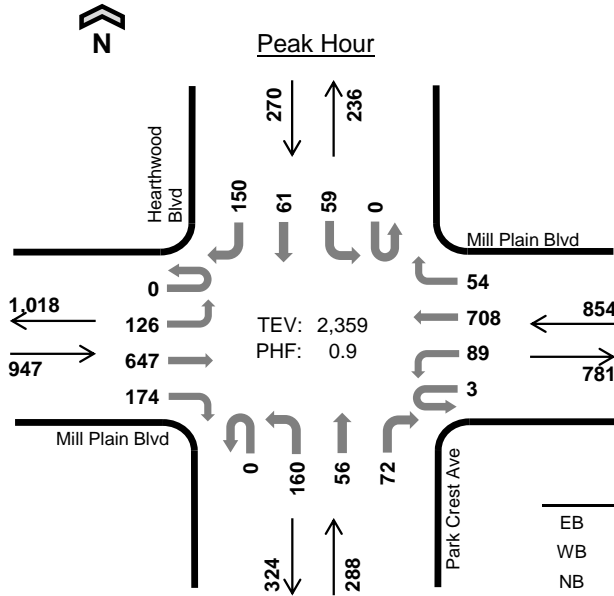 N
Peak Hour
270
236
Hearthwood
Blvd
150
61
59
0
Mill Plain Blvd
0
54
1,018
126
TEV: 2,359
708
854
947
647
PHF: 0.9
89
781
174
3
Mill Plain Blvd
0
160
56
72
Park Crest Ave
324
288
EB
WB
NB